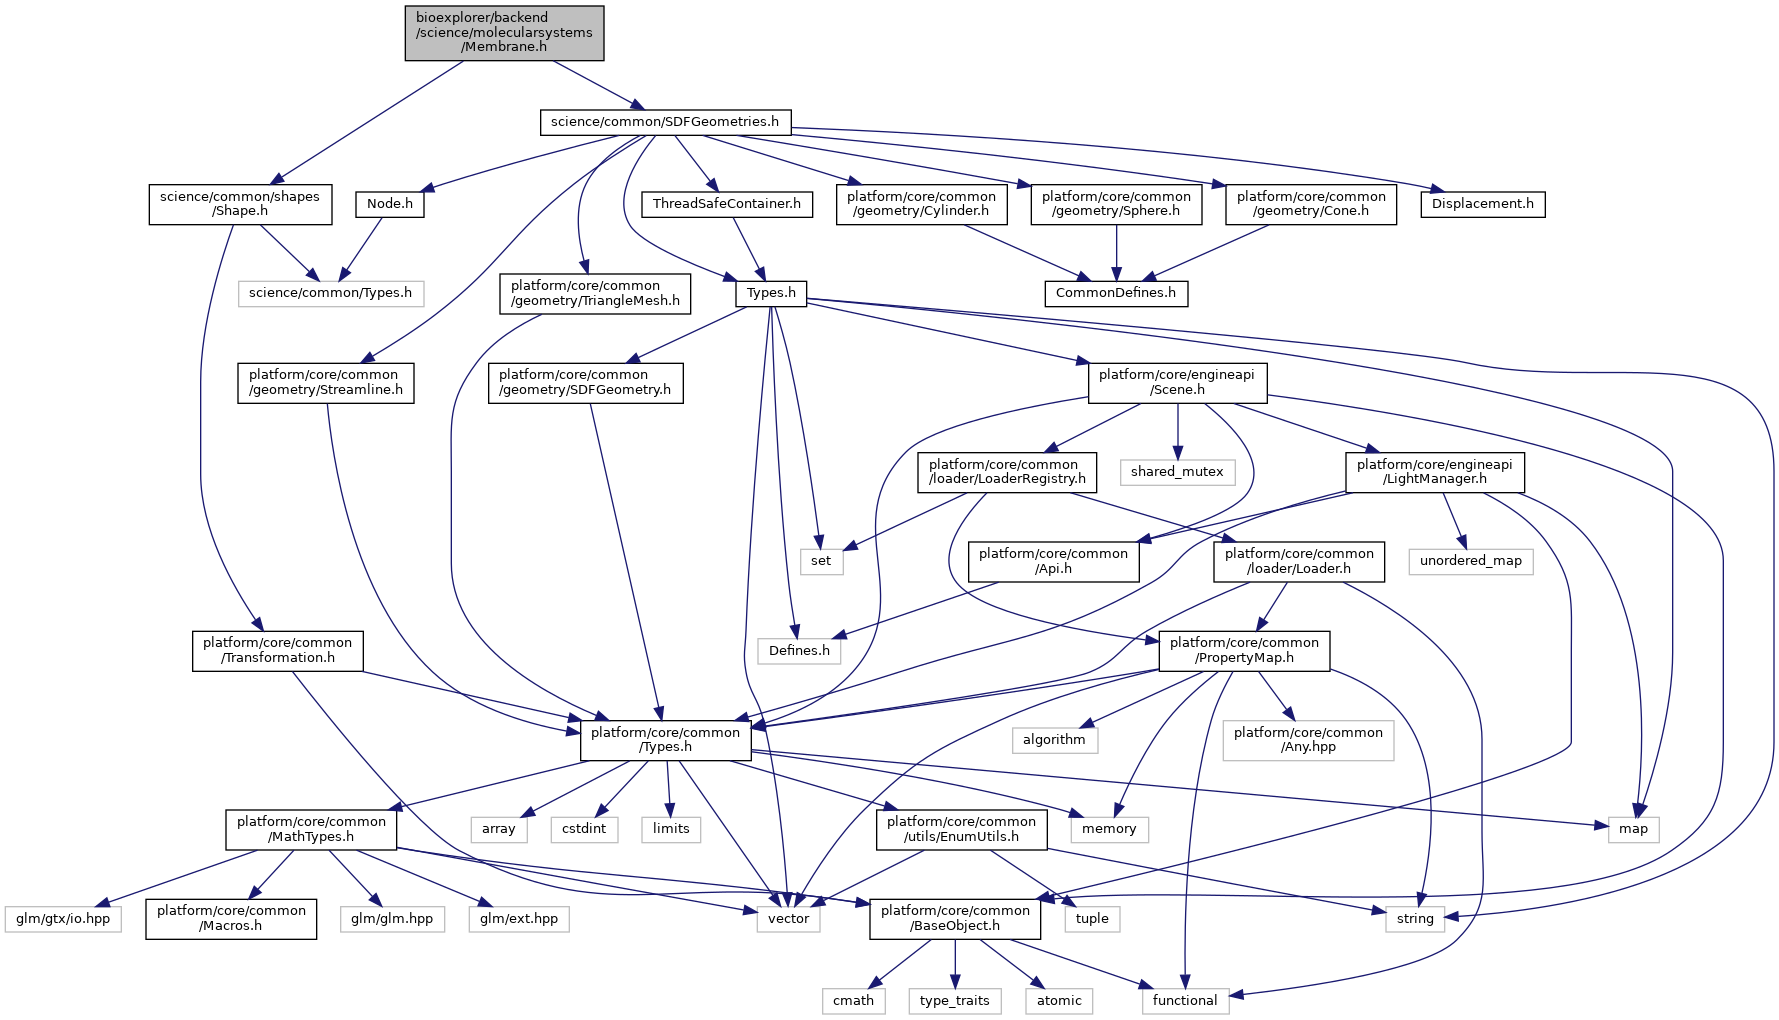 bioexplorer/backend
/science/molecularsystems
/Membrane.h
science/common/SDFGeometries.h
science/common/shapes
/Shape.h
Node.h
ThreadSafeContainer.h
platform/core/common
/geometry/Cylinder.h
platform/core/common
/geometry/Sphere.h
platform/core/common
/geometry/Cone.h
Displacement.h
science/common/Types.h
platform/core/common
/geometry/TriangleMesh.h
Types.h
CommonDefines.h
platform/core/common
/geometry/Streamline.h
platform/core/common
/geometry/SDFGeometry.h
platform/core/engineapi
/Scene.h
platform/core/common
/loader/LoaderRegistry.h
shared_mutex
platform/core/engineapi
/LightManager.h
set
platform/core/common
/Api.h
platform/core/common
/loader/Loader.h
unordered_map
platform/core/common
/Transformation.h
Defines.h
platform/core/common
/PropertyMap.h
platform/core/common
/Types.h
algorithm
platform/core/common
/Any.hpp
platform/core/common
/MathTypes.h
array
cstdint
limits
platform/core/common
/utils/EnumUtils.h
memory
map
glm/gtx/io.hpp
platform/core/common
/Macros.h
glm/glm.hpp
glm/ext.hpp
vector
platform/core/common
/BaseObject.h
tuple
string
cmath
type_traits
atomic
functional